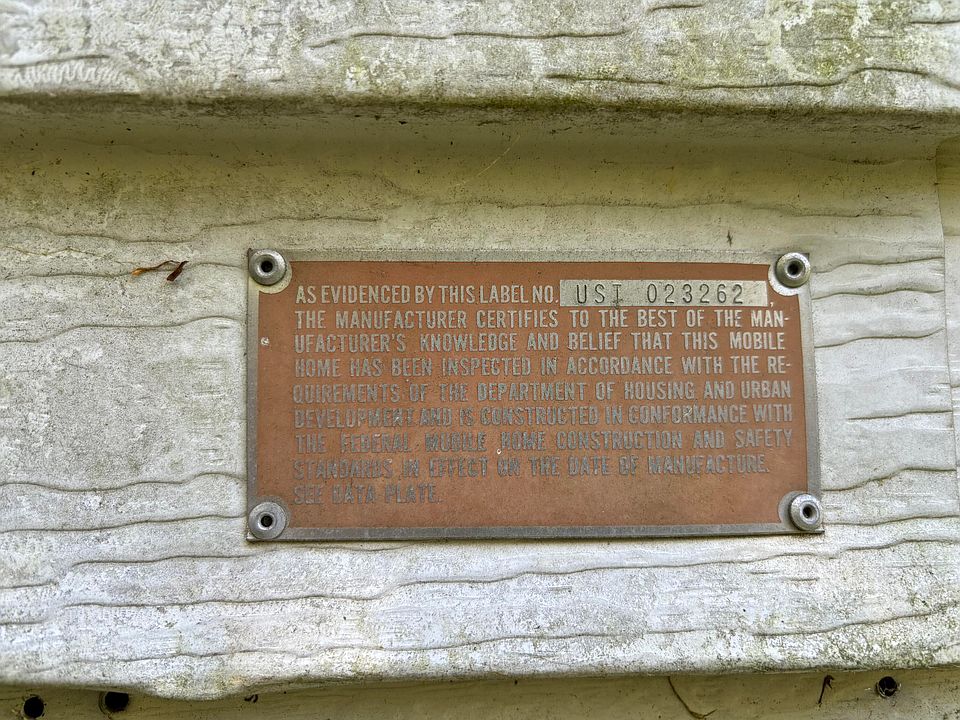 AS EVIDENCED BY THIS LABEL NO. UST 023262,
THE MANUFACTURER CERTIFIES TO THE BEST OF THE MAN-
UFACTURER'S KNOWLEDGE AND BELIEF THAT THIS MOBILE
HOME HAS BEEN INSPECTED IN ACCORDANCE WITH THE RE-
QUIREMENTS OF THE DEPARTMENT OF HOUSING AND URBAN
DEVELOPMENT AND IS CONSTRUCTED IN CONFORMANCE WITH
THE FEDERAL MOBILE HOME CONSTRUCTION AND SAFETY
STANDARDS IN EFFECT ON THE DATE OF MANUFACTURE.
SEE DATA PLATE.